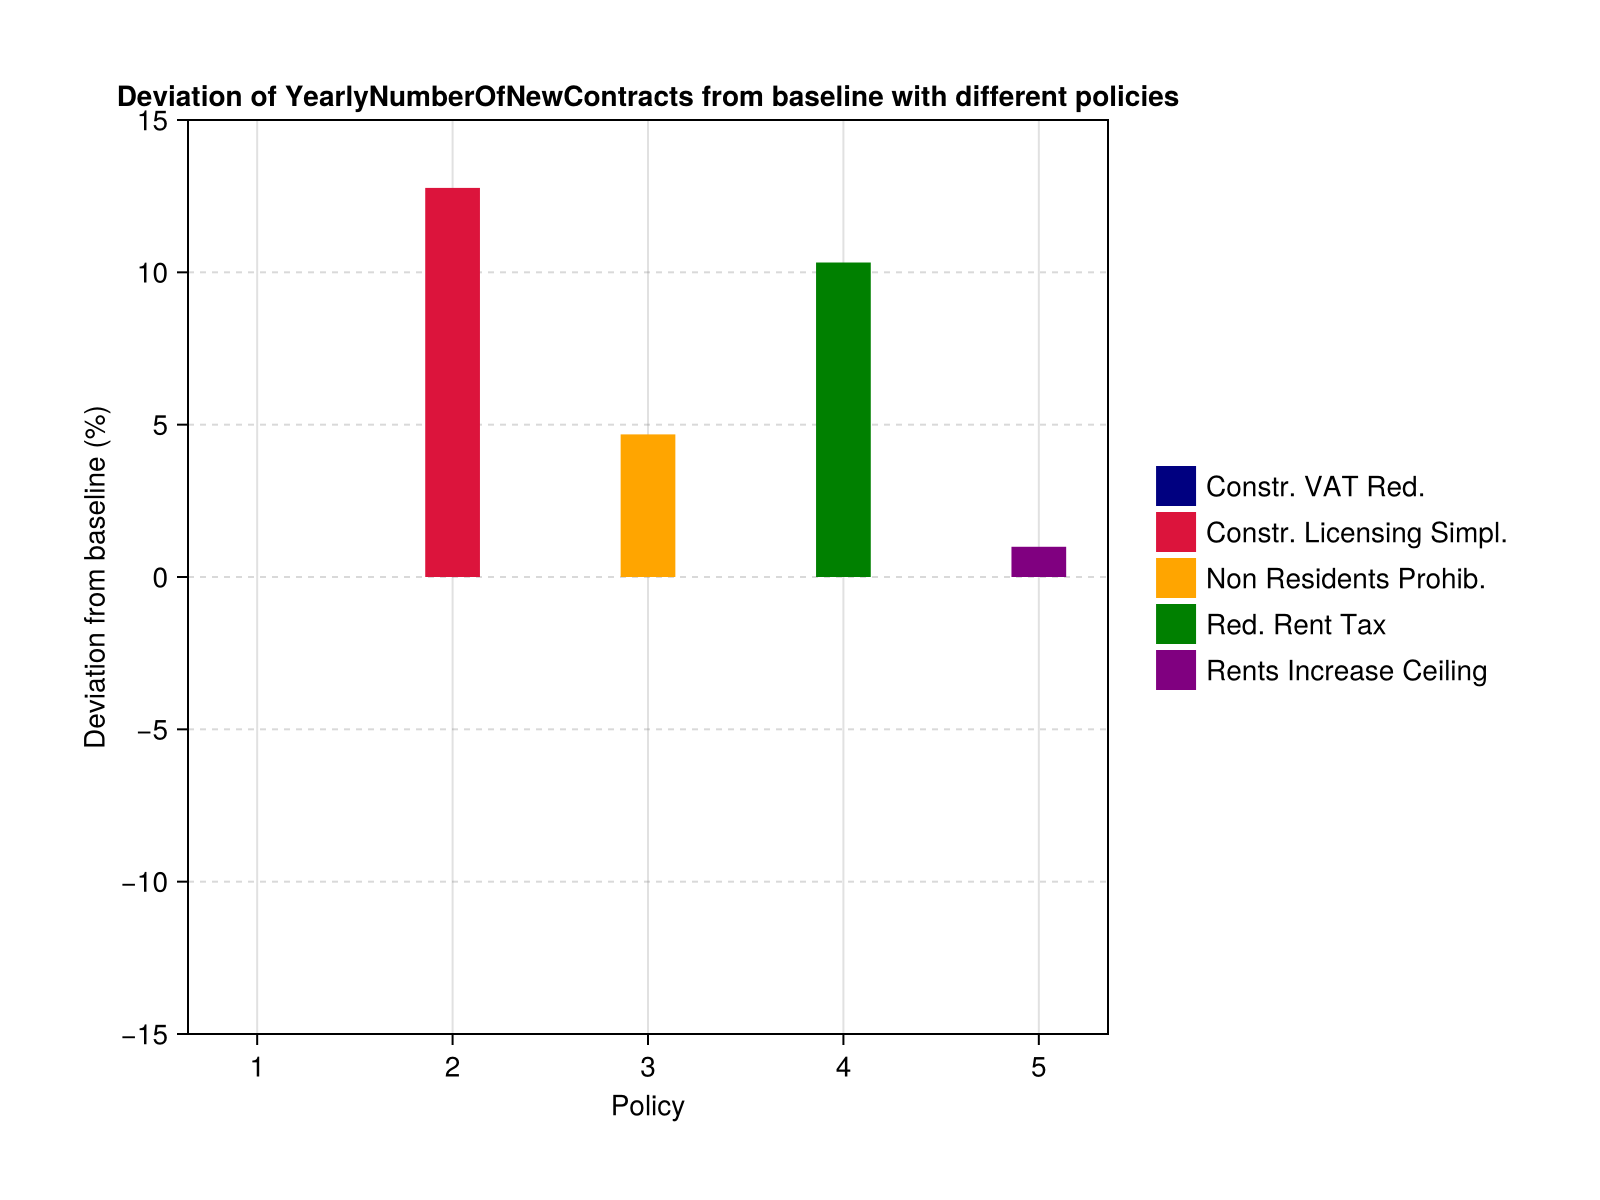 Deviation of YearlyNumberOfNewContracts from baseline with different policies
15
10
5
0
−5
−10
−15
Deviation from baseline (%)
1 2 3 4 5
Policy
Constr. VAT Red.
Constr. Licensing Simpl.
Non Residents Prohib.
Red. Rent Tax
Rents Increase Ceiling